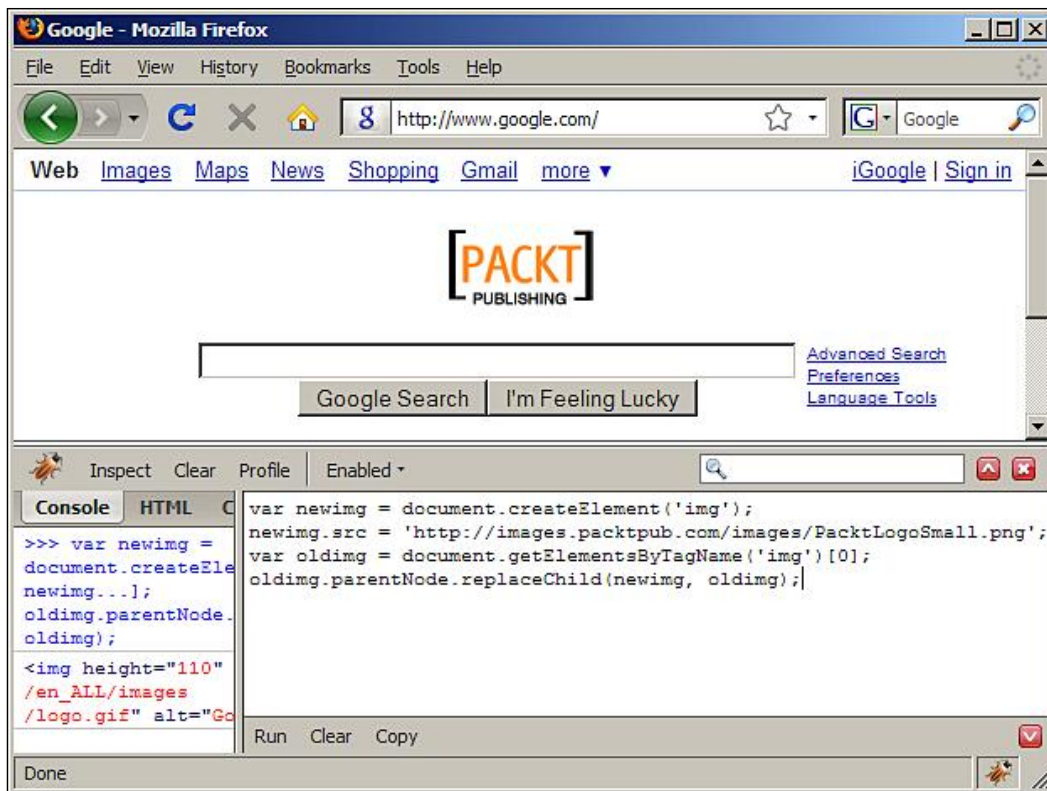 Google - Mozilla Firefox
File Edit View History Bookmarks Tools Help
g http://www.google.com/ G Google
Web Images Maps News Shopping Gmail more ▼ iGoogle | Sign in
[PACKT]
PUBLISHING
Advanced Search
Preferences
Language Tools
Google Search I'm Feeling Lucky
Inspect Clear Profile Enabled
Console HTML C
>>> var newimg =
document.createEle
newimg...];
oldimg.parentNode.
oldimg);
<img height="110"
/en_ALL/images
/logo.gif" alt="Go
var newimg = document.createElement('img');
newimg.src = 'http://images.packtpub.com/images/PacktLogoSmall.png';
var oldimg = document.getElementsByTagName('img')[0];
oldimg.parentNode.replaceChild(newimg, oldimg);
Run Clear Copy
Done